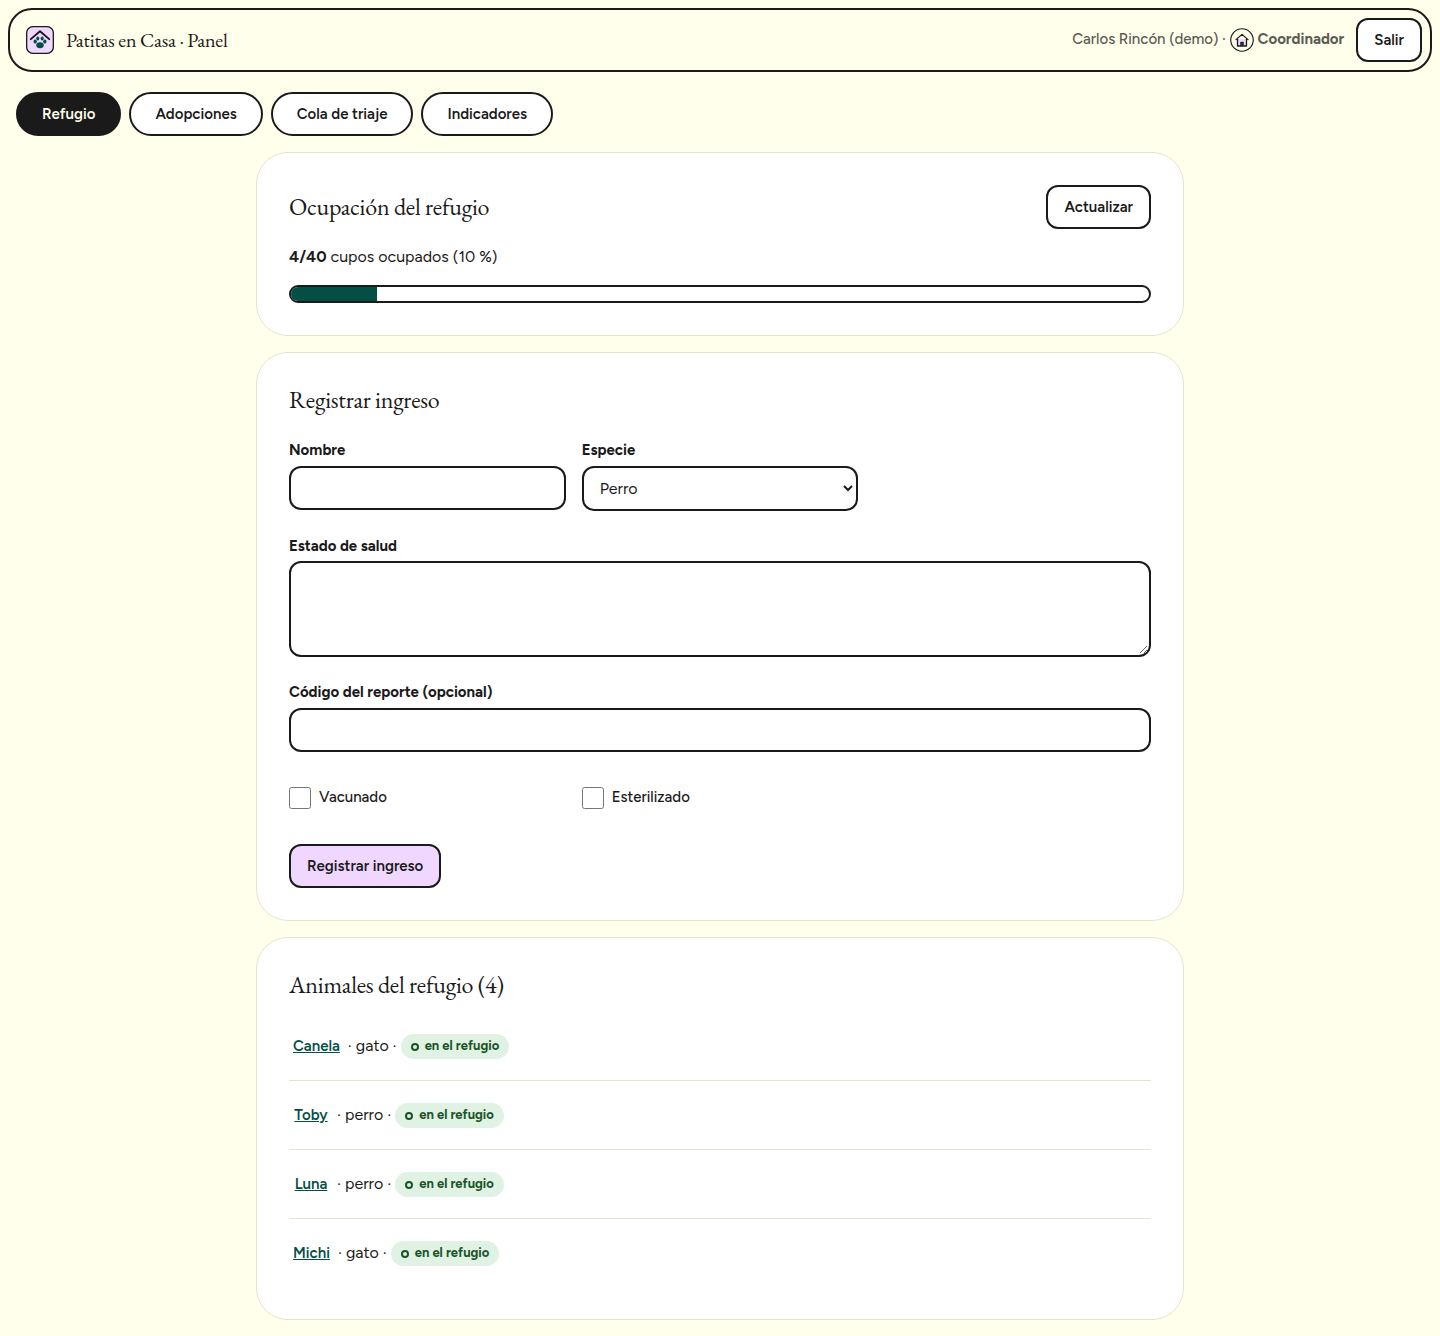 Patitas en Casa · Panel
Carlos Rincón (demo) · Coordinador
Salir
Refugio
Adopciones
Cola de triaje
Indicadores
Ocupación del refugio
Actualizar
4/40 cupos ocupados (10 %)
Registrar ingreso
Nombre
Especie
Perro
Estado de salud
Código del reporte (opcional)
Vacunado
Esterilizado
Registrar ingreso
Animales del refugio (4)
Canela · gato · en el refugio
Toby · perro · en el refugio
Luna · perro · en el refugio
Michi · gato · en el refugio